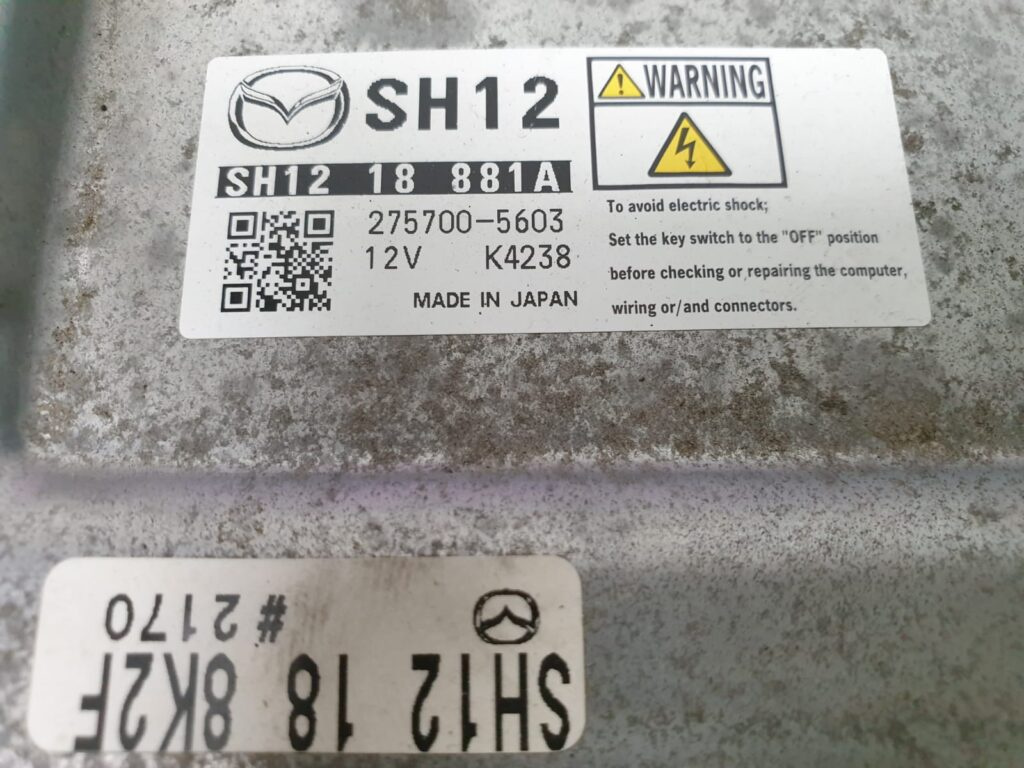 SH12
SH12 18 881A
275700-5603
12V K4238
MADE IN JAPAN
WARNING
To avoid electric shock;
Set the key switch to the "OFF" position
before checking or repairing the computer,
wiring or/and connectors.
#2170
SH12 18 8K2F